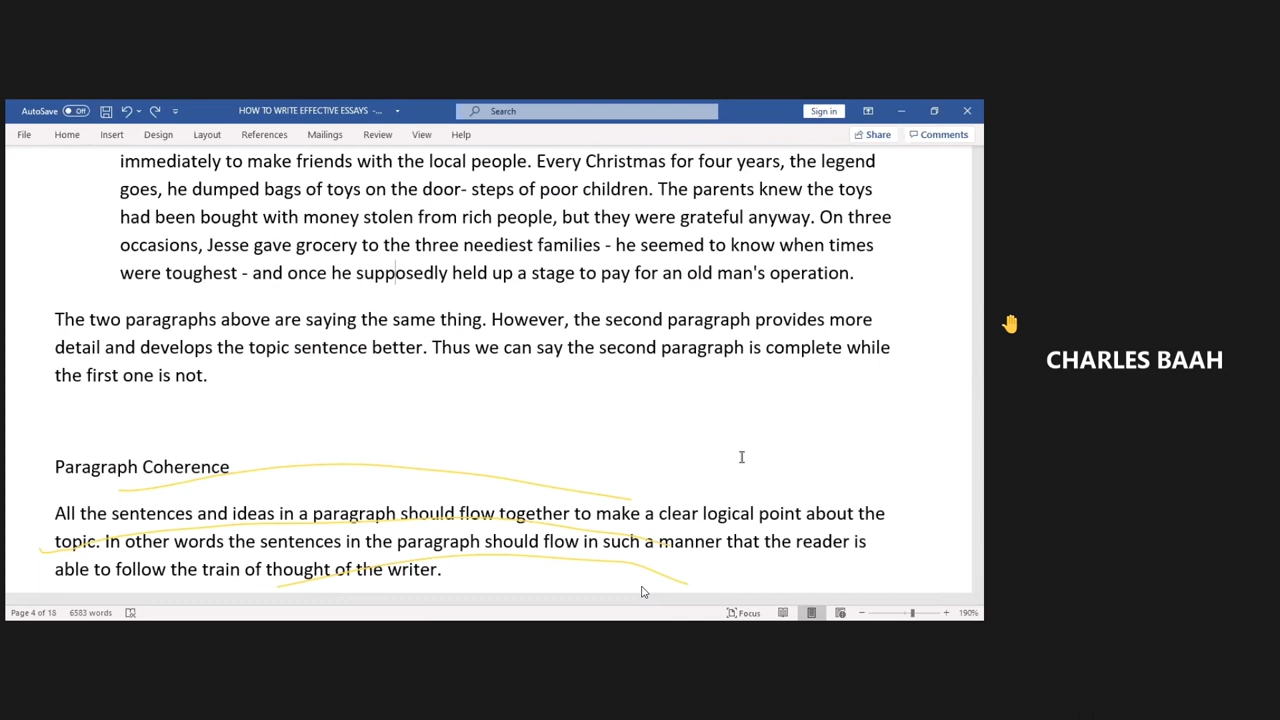 AutoSave Off HOW TO WRITE EFFECTIVE ESSAYS -... Search Sign in
File Home Insert Design Layout References Mailings Review View Help Share Comments
immediately to make friends with the local people. Every Christmas for four years, the legend
goes, he dumped bags of toys on the door- steps of poor children. The parents knew the toys
had been bought with money stolen from rich people, but they were grateful anyway. On three
occasions, Jesse gave grocery to the three neediest families - he seemed to know when times
were toughest - and once he supposedly held up a stage to pay for an old man's operation.
The two paragraphs above are saying the same thing. However, the second paragraph provides more
detail and develops the topic sentence better. Thus we can say the second paragraph is complete while
the first one is not.
CHARLES BAAH
Paragraph Coherence
All the sentences and ideas in a paragraph should flow together to make a clear logical point about the
topic. In other words the sentences in the paragraph should flow in such a manner that the reader is
able to follow the train of thought of the writer.
Page 4 of 18 6583 words Focus 190%